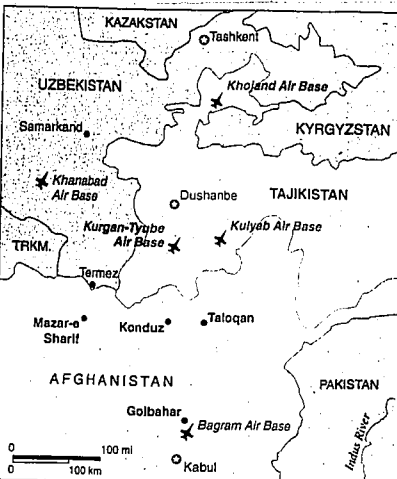 KAZAKSTAN
Tashkent
UZBEKISTAN
Khojand Air Base
KYRGYZSTAN
Samarkand
Khanabad
Air Base
Dushanbe
TAJIKISTAN
Kurgan-Tyube
Air Base
Kulyab Air Base
TRKM.
Termez
Mazar-e
Sharif
Konduz
Taloqan
AFGHANISTAN
PAKISTAN
Golbahar
Bagram Air Base
Indus River
0 100 mi
0 100 km
Kabul